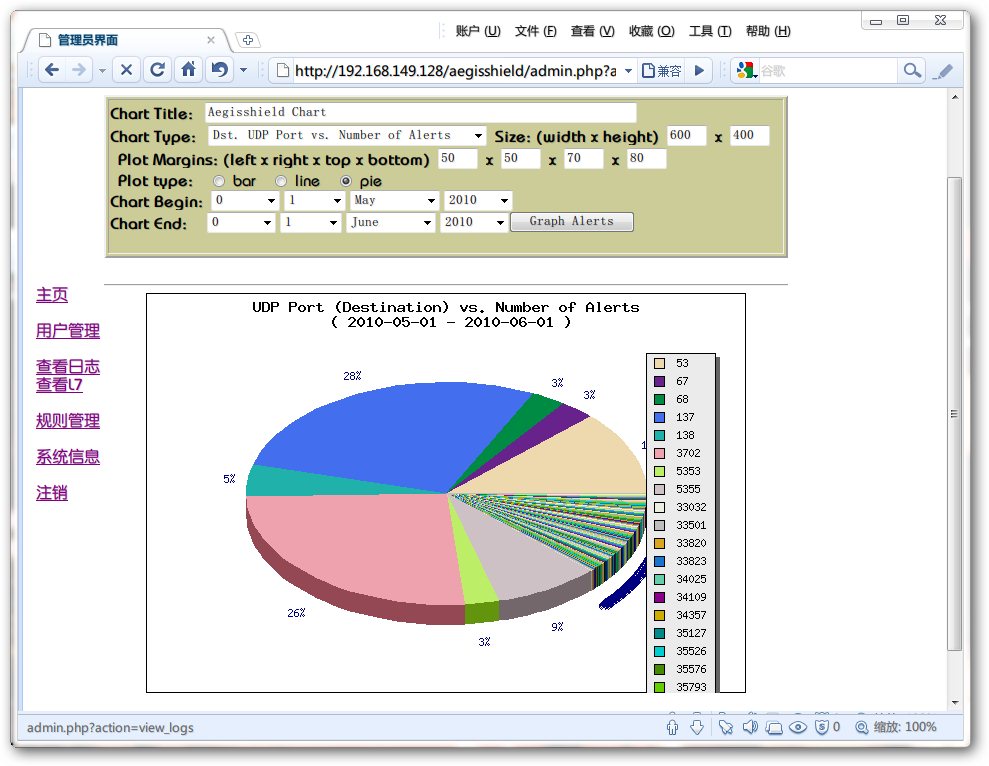 账户 (U) 文件 (F) 查看 (V) 收藏 (O) 工具 (T) 帮助 (H)
管理员界面
http://192.168.149.128/aegisshield/admin.php?a
兼容
谷歌
Chart Title: Aegisshield Chart
Chart Type: Dst. UDP Port vs. Number of Alerts Size: (width x height) 600 x 400
Plot Margins: (left x right x top x bottom) 50 x 50 x 70 x 80
Plot type: bar line pie
Chart Begin: 0 1 May 2010
Chart End: 0 1 June 2010 Graph Alerts
主页
用户管理
查看日志
查看L7
规则管理
系统信息
注销
UDP Port (Destination) vs. Number of Alerts
( 2010-05-01 - 2010-06-01 )
28%
3%
3%
5%
26%
3%
9%
53
67
68
137
138
3702
5353
5355
33032
33501
33820
33823
34025
34109
34357
35127
35526
35576
35793
admin.php?action=view_logs
0
缩放: 100%